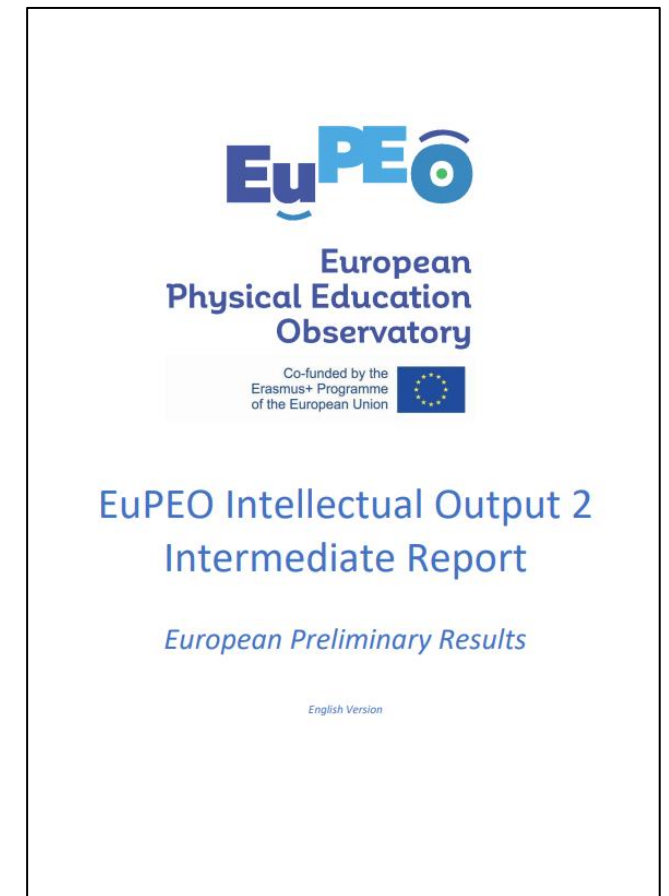 EuPEO
European
Physical Education
Observatory
Co-funded by the
Erasmus+ Programme
of the European Union
EuPEO Intellectual Output 2
Intermediate Report
European Preliminary Results
English Version